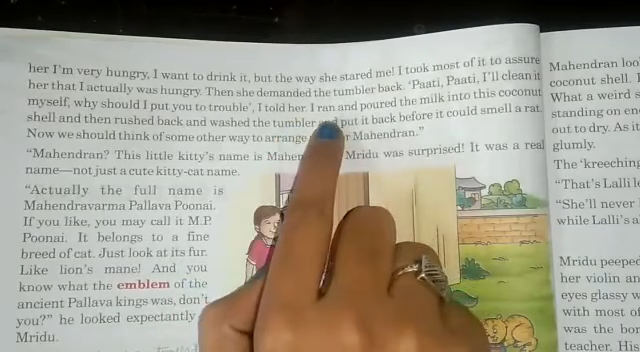 her I'm very hungry, I want to drink it, but the way she stared me! I took most of it to assure
her that I actually was hungry. Then she demanded the tumbler back. 'Paati, Paati, I'll clean it
myself, why should I put you to trouble', I told her. I ran and poured the milk into this coconut
shell and then rushed back and washed the tumbler and put it back before it could smell a rat.
Now we should think of some other way to arrange Mahendran."
"Mahendran? This little kitty's name is Mahen Mridu was surprised! It was a real
name—not just a cute kitty-cat name.
"Actually the full name is
Mahendravarma Pallava Poonai.
If you like, you may call it M.P.
Poonai. It belongs to a fine
breed of cat. Just look at its fur.
Like lion's mane! And you
know what the emblem of the
ancient Pallava kings was, don't
you?" he looked expectantly
Mridu.
Mahendran loo
coconut shell.
What a weird s
standing on en
out to dry. As it
glumly.
The 'kreeching
"That's Lalli
"She'll never
while Lalli's a
Mridu peeped
her violin an
eyes glassy w
with most of
was the bor
teacher. His